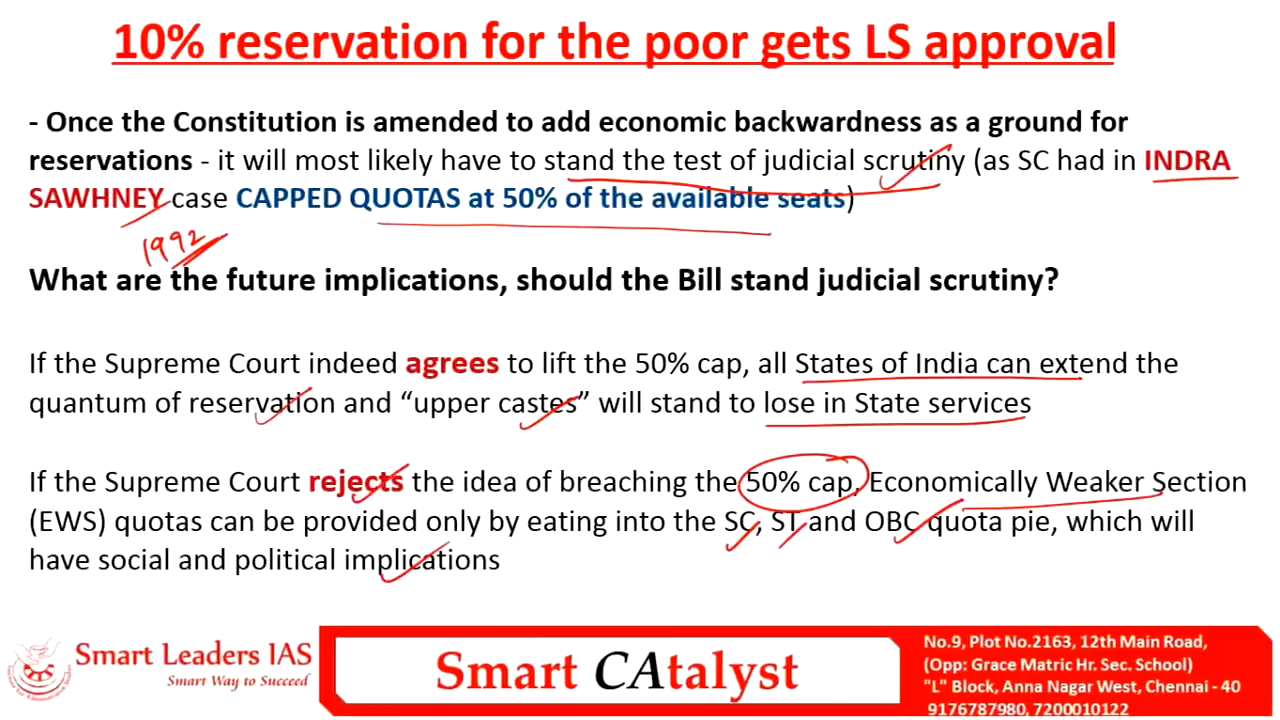 10% reservation for the poor gets LS approval
- Once the Constitution is amended to add economic backwardness as a ground for
reservations - it will most likely have to stand the test of judicial scrutiny (as SC had in INDRA
SAWHNEY case CAPPED QUOTAS at 50% of the available seats)
1992
What are the future implications, should the Bill stand judicial scrutiny?
If the Supreme Court indeed agrees to lift the 50% cap, all States of India can extend the
quantum of reservation and “upper castes” will stand to lose in State services
If the Supreme Court rejects the idea of breaching the 50% cap, Economically Weaker Section
(EWS) quotas can be provided only by eating into the SC, ST and OBC quota pie, which will
have social and political implications
Smart Leaders IAS
Smart Way to Succeed
Smart CAtalyst
No.9, Plot No.2163, 12th Main Road,
(Opp: Grace Matric Hr. Sec. School)
"L" Block, Anna Nagar West, Chennai - 40
9176787980, 7200010122